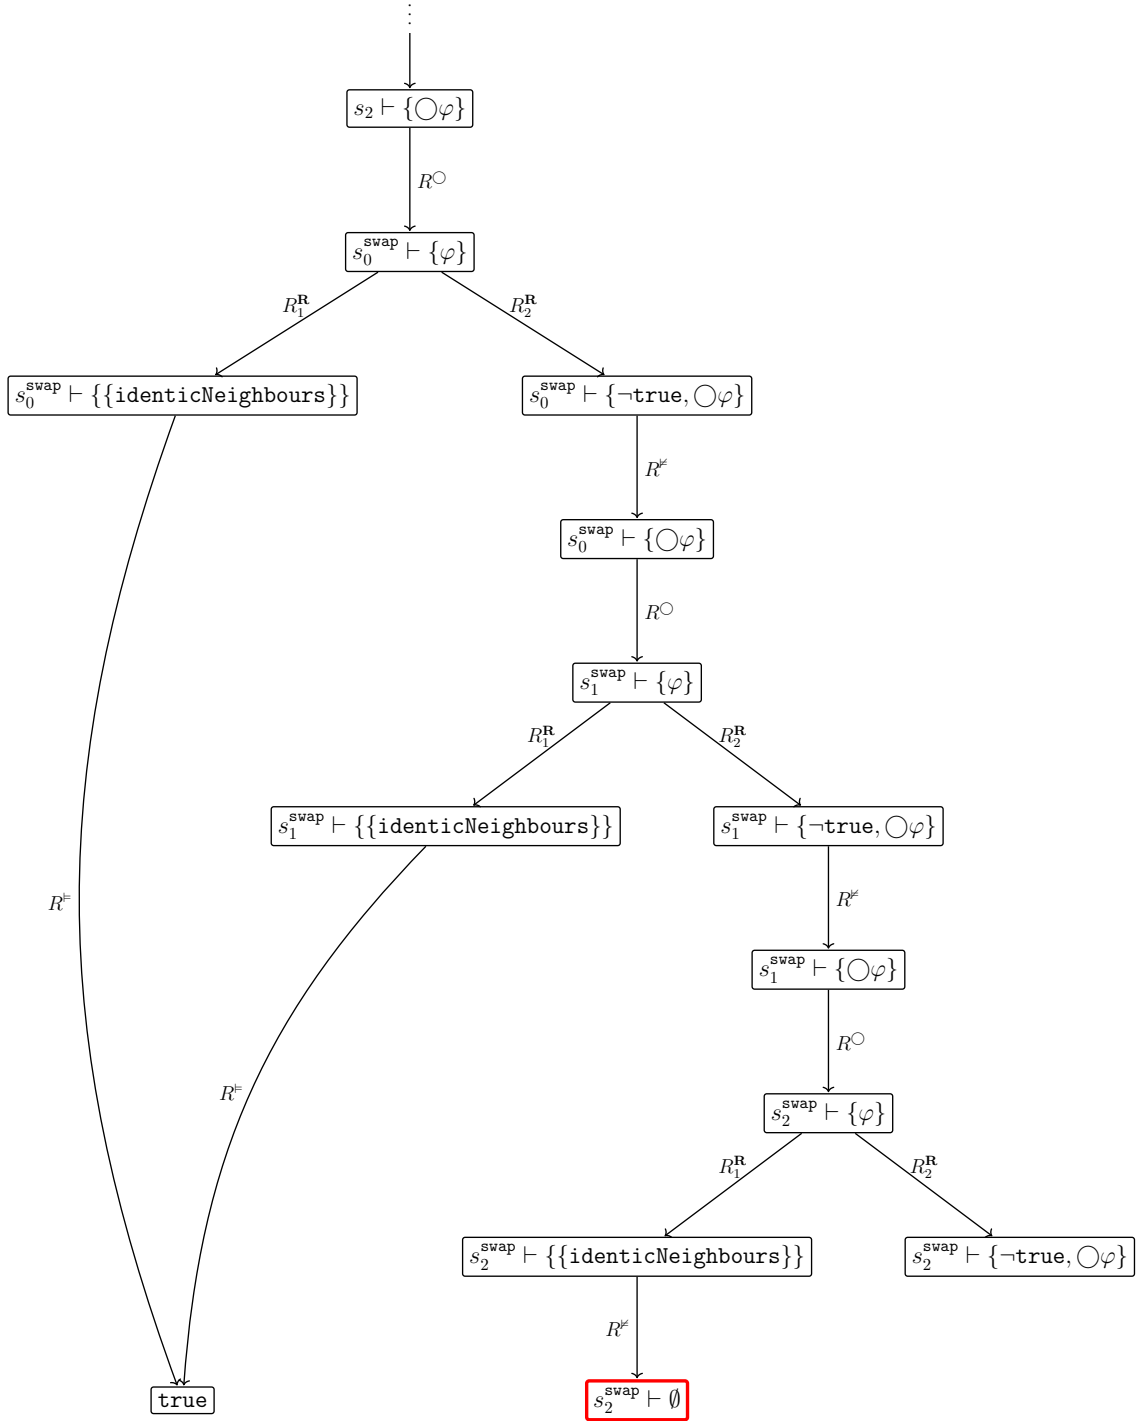 ⋮
s₂ ⊢ {◯φ}
R^◯
s₀^swap ⊢ {φ}
R₁^R
R₂^R
s₀^swap ⊢ {{identicNeighbours}}
s₀^swap ⊢ {¬true, ◯φ}
R^⊭
s₀^swap ⊢ {◯φ}
R^◯
s₁^swap ⊢ {φ}
R₁^R
R₂^R
s₁^swap ⊢ {{identicNeighbours}}
s₁^swap ⊢ {¬true, ◯φ}
R^⊨
R^⊭
s₁^swap ⊢ {◯φ}
R^◯
R^⊨
s₂^swap ⊢ {φ}
R₁^R
R₂^R
s₂^swap ⊢ {{identicNeighbours}}
s₂^swap ⊢ {¬true, ◯φ}
R^⊭
true
s₂^swap ⊢ ∅